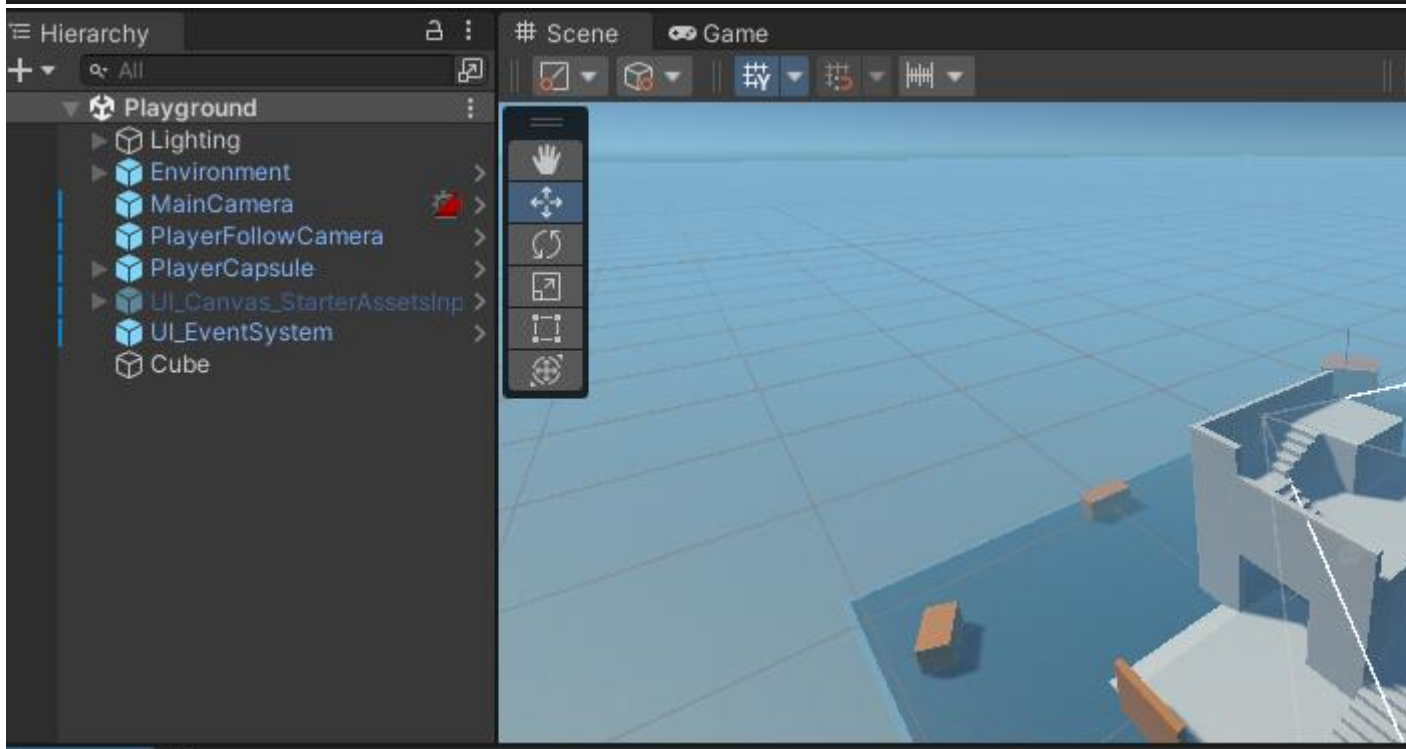 Hierarchy
All
Playground
Lighting
Environment
MainCamera
PlayerFollowCamera
PlayerCapsule
UI_Canvas_StarterAssetsInp
UI_EventSystem
Cube
Scene Game